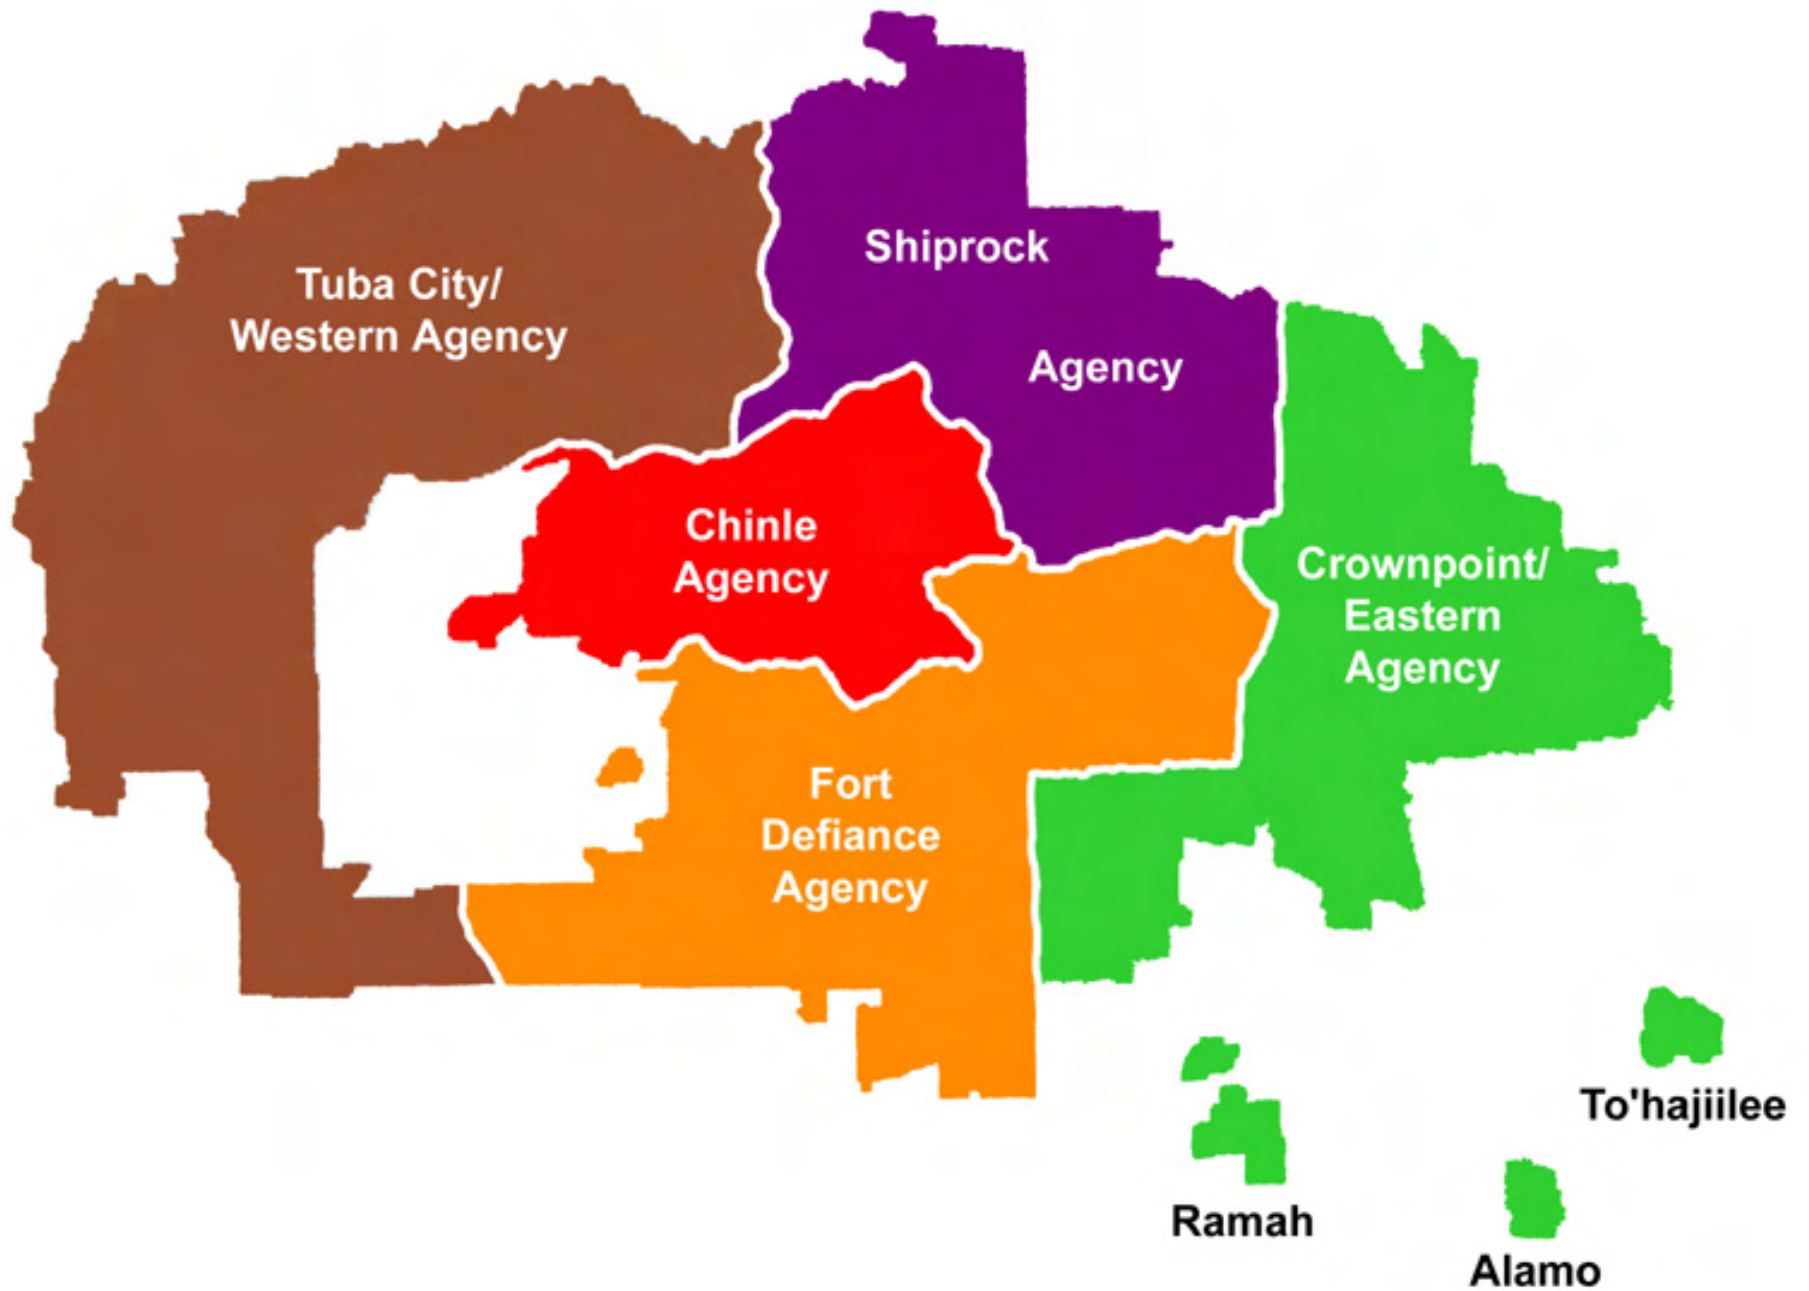 Tuba City/
Western Agency
Shiprock
Agency
Chinle
Agency
Crownpoint/
Eastern
Agency
Fort
Defiance
Agency
To'hajiilee
Ramah
Alamo